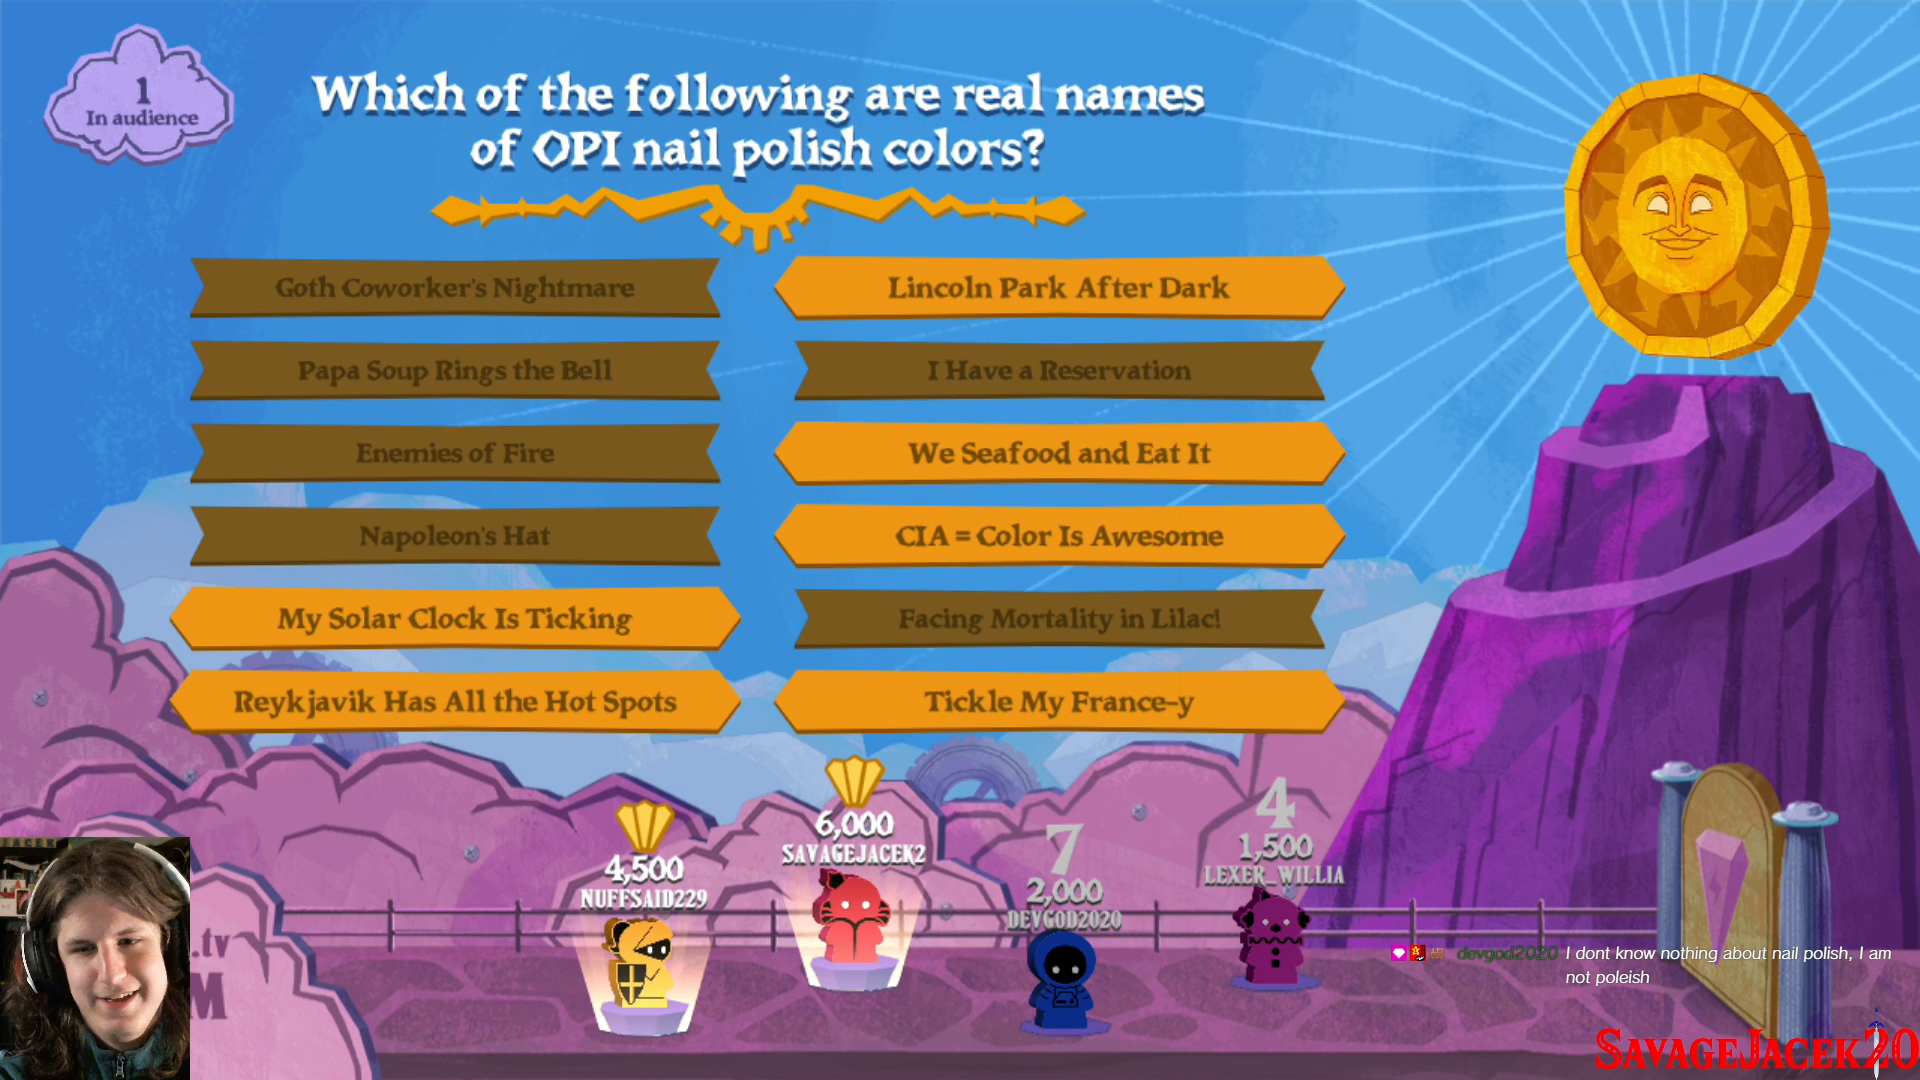 1
In audience
Which of the following are real names
of OPI nail polish colors?
Goth Coworker's Nightmare
Lincoln Park After Dark
Papa Soup Rings the Bell
I Have a Reservation
Enemies of Fire
We Seafood and Eat It
Napoleon's Hat
CIA = Color Is Awesome
My Solar Clock Is Ticking
Facing Mortality in Lilac!
Reykjavik Has All the Hot Spots
Tickle My France-y
4,500
NUFFSAID229
6,000
SAVAGEJACEK2
7
2,000
DEVGOD2020
4
1,500
LEXER_WILLIA
.tv
M
devgod2020 I dont know nothing about nail polish, I am
not poleish
SAVAGEJACEK20